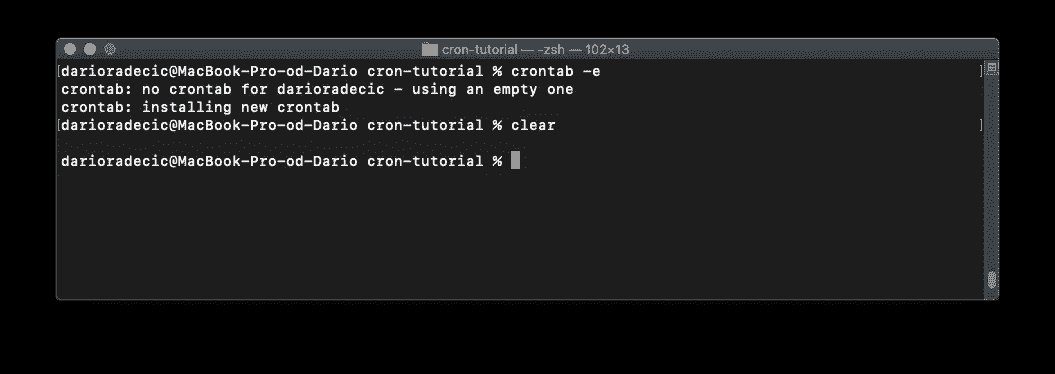 cron-tutorial — -zsh — 102×13
[darioradecic@MacBook-Pro-od-Dario cron-tutorial % crontab -e ]
crontab: no crontab for darioradecic - using an empty one
crontab: installing new crontab
[darioradecic@MacBook-Pro-od-Dario cron-tutorial % clear ]
darioradecic@MacBook-Pro-od-Dario cron-tutorial %